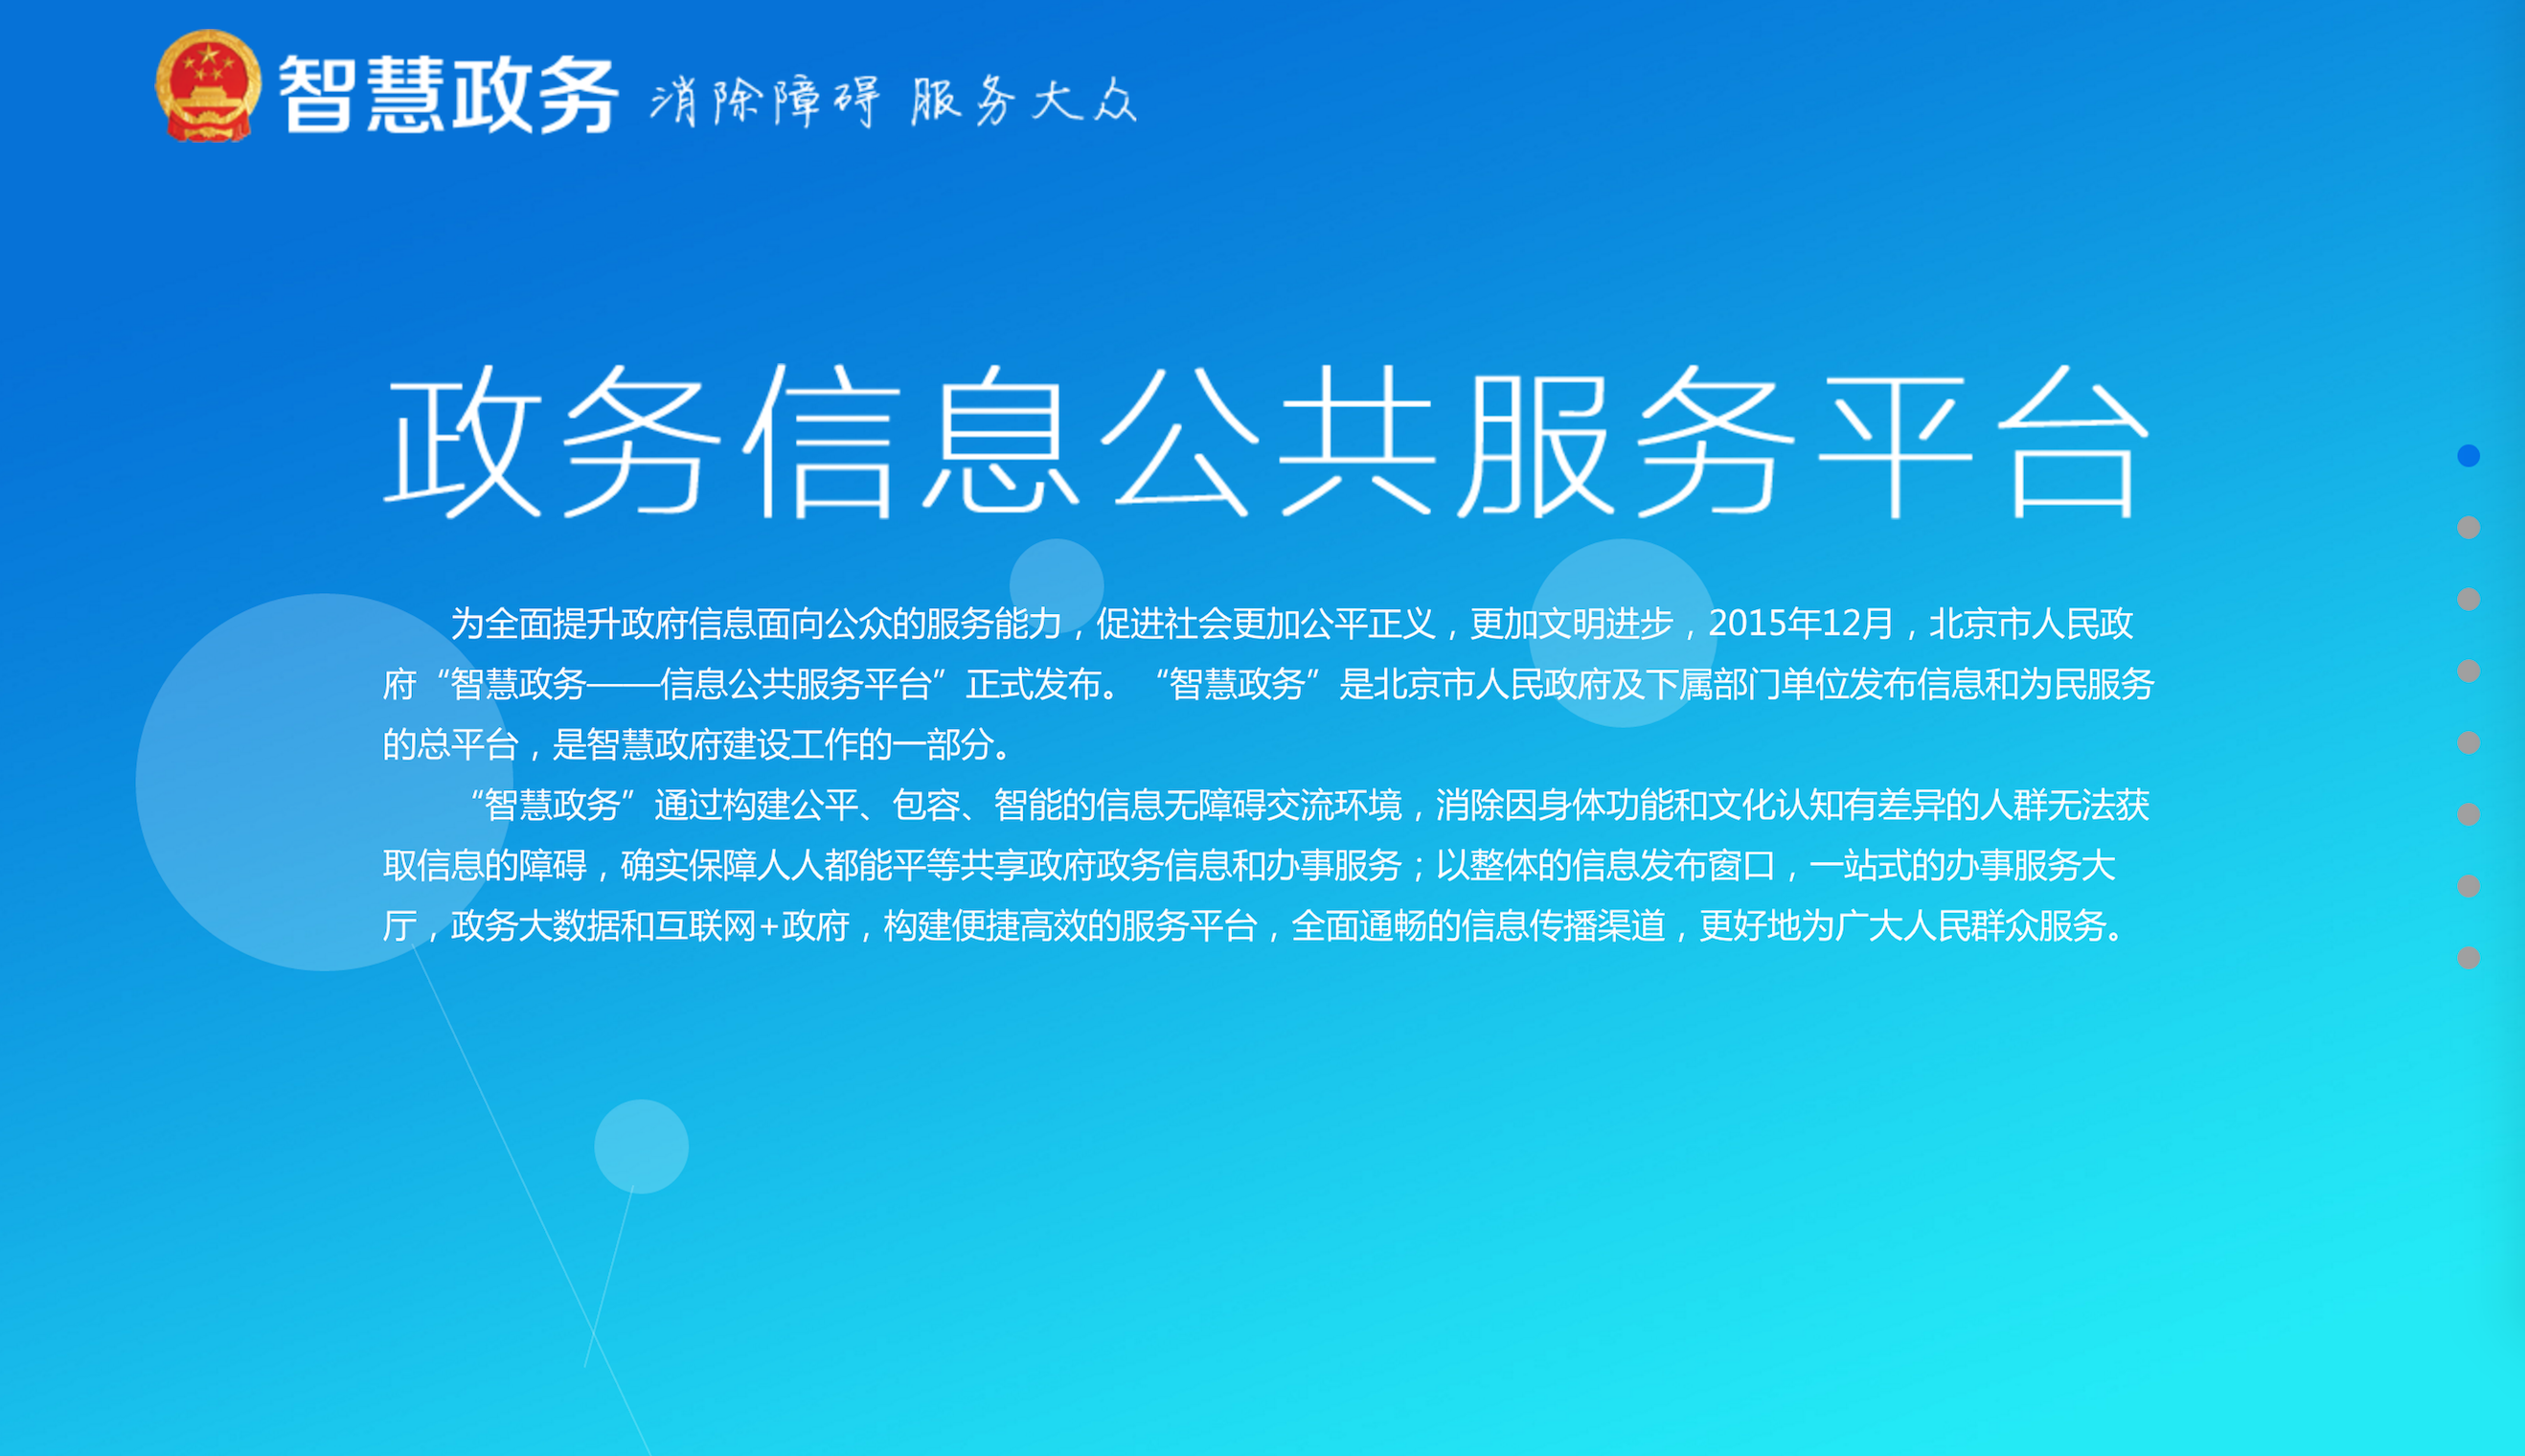 智慧政务 消除障碍 服务大众
政务信息公共服务平台
为全面提升政府信息面向公众的服务能力，促进社会更加公平正义，更加文明进步，2015年12月，北京市人民政
府“智慧政务——信息公共服务平台”正式发布。“智慧政务”是北京市人民政府及下属部门单位发布信息和为民服务
的总平台，是智慧政府建设工作的一部分。
“智慧政务”通过构建公平、包容、智能的信息无障碍交流环境，消除因身体功能和文化认知有差异的人群无法获
取信息的障碍，确实保障人人都能平等共享政府政务信息和办事服务；以整体的信息发布窗口，一站式的办事服务大
厅，政务大数据和互联网+政府，构建便捷高效的服务平台，全面通畅的信息传播渠道，更好地为广大人民群众服务。